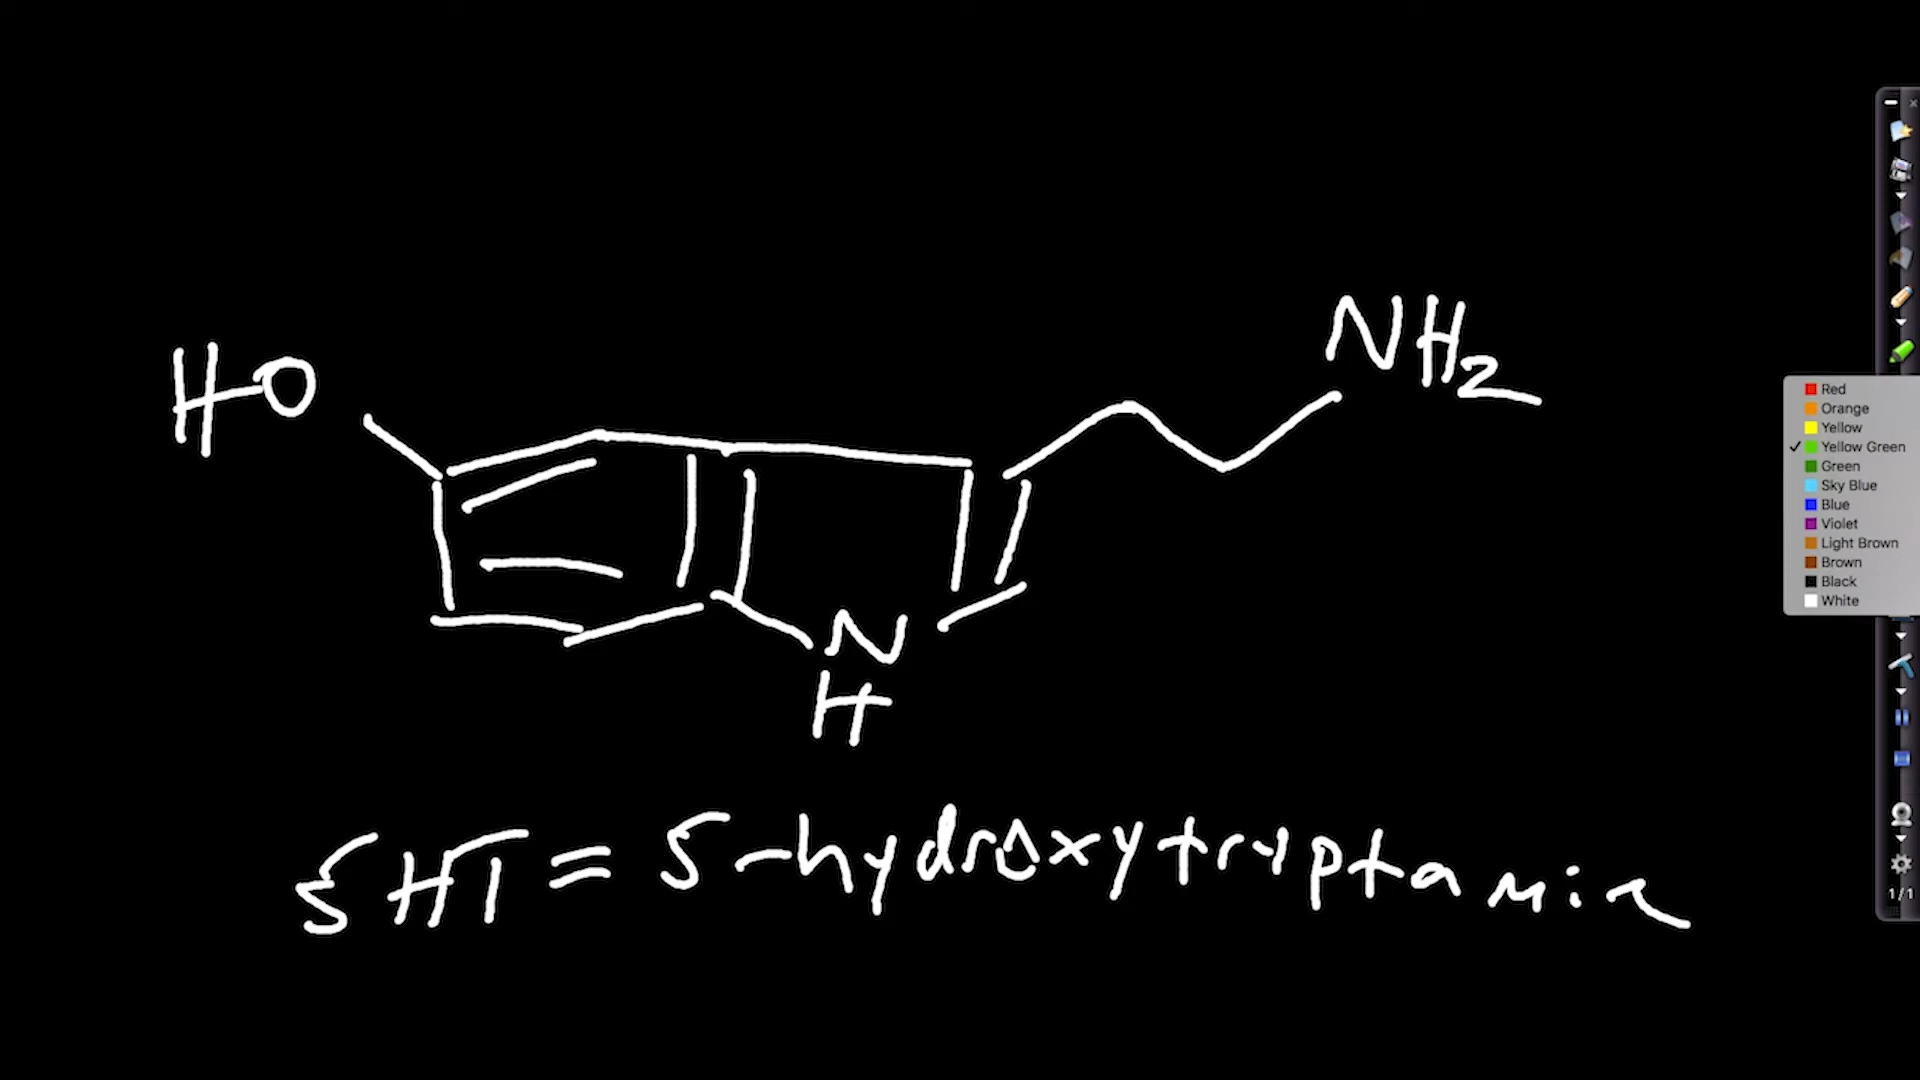 HO
NH2
N
H
5HT = 5-hydroxytryptamin
Red
Orange
Yellow
✓ Yellow Green
Green
Sky Blue
Blue
Violet
Light Brown
Brown
Black
White
1/1